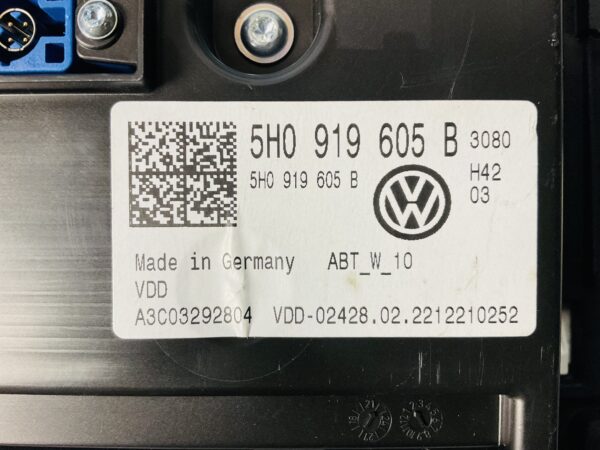 5H0 919 605 B 3080
5H0 919 605 B H42
03
Made in Germany ABT_W_10
VDD
A3C03292804 VDD-02428.02.2212210252